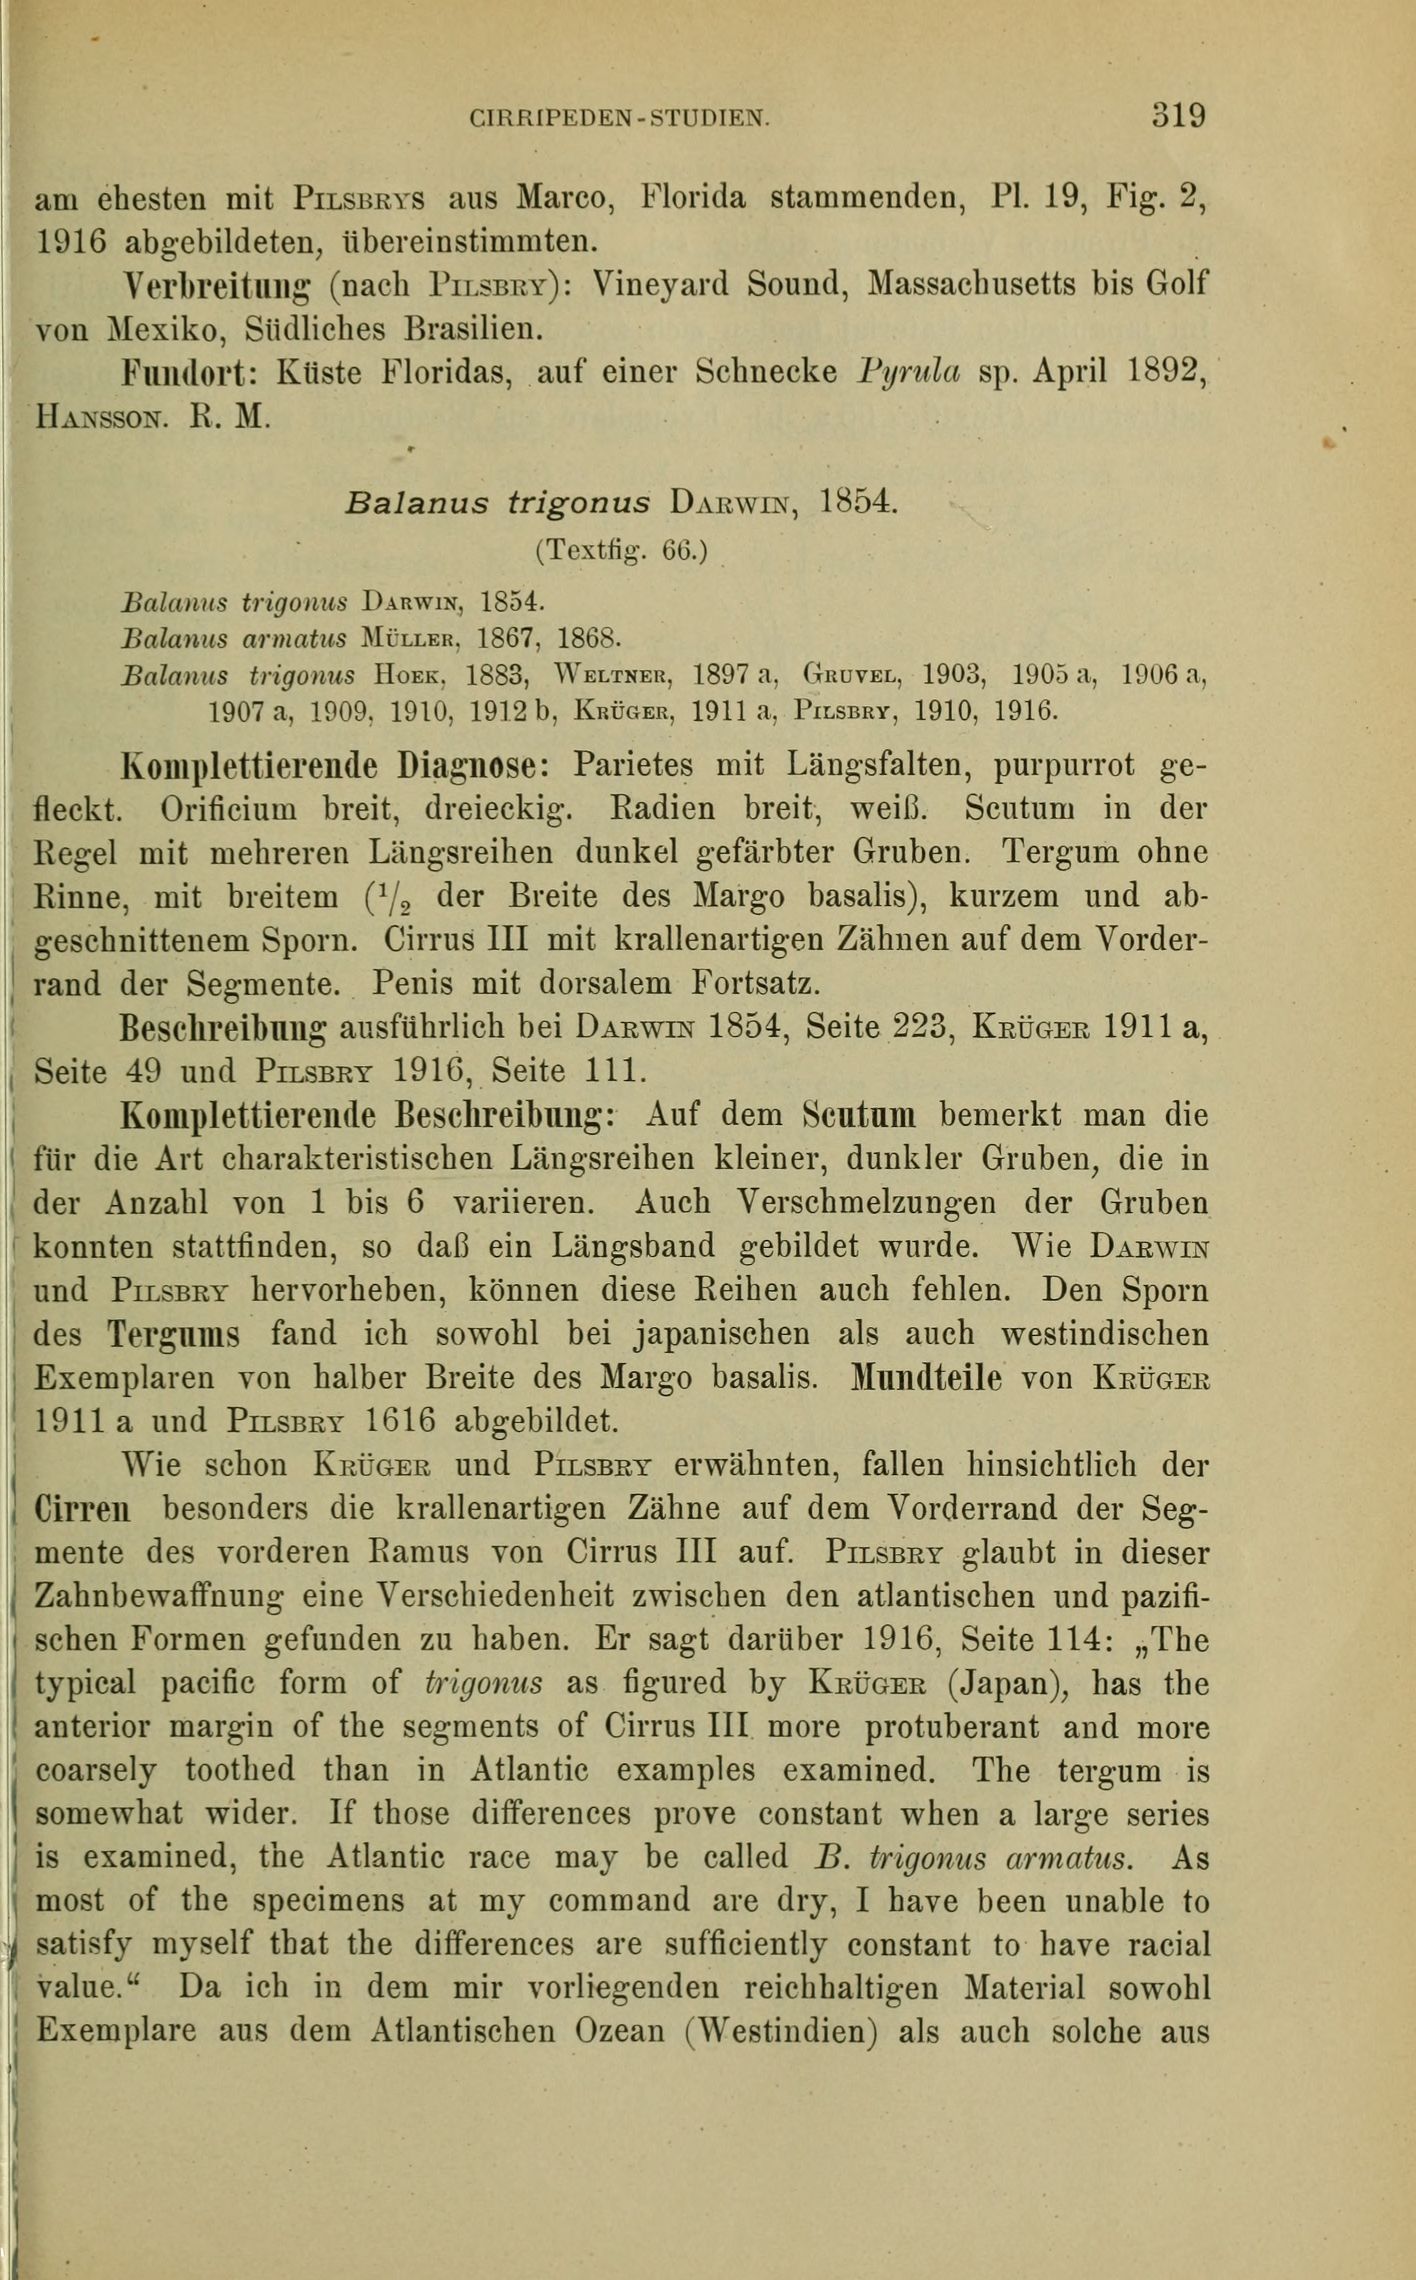 CIRRIPEDEN-STUDIEN. 319
am ehesten mit PILSBRYS aus Marco, Florida stammenden, Pl. 19, Fig. 2,
1916 abgebildeten, übereinstimmten.
Verbreitung (nach PILSBRY): Vineyard Sound, Massachusetts bis Golf
von Mexiko, Südliches Brasilien.
Fundort: Küste Floridas, auf einer Schnecke Pyrula sp. April 1892,
HANSSON. R. M.
Balanus trigonus DARWIN, 1854.
(Textfig. 66.)
Balanus trigonus DARWIN, 1854.
Balanus armatus MÜLLER, 1867, 1868.
Balanus trigonus HOEK, 1883, WELTNER, 1897 a, GRUVEL, 1903, 1905 a, 1906 a,
1907 a, 1909, 1910, 1912 b, KRÜGER, 1911 a, PILSBRY, 1910, 1916.
Komplettierende Diagnose: Parietes mit Längsfalten, purpurrot ge-
fleckt. Orificium breit, dreieckig. Radien breit, weiß. Scutum in der
Regel mit mehreren Längsreihen dunkel gefärbter Gruben. Tergum ohne
Rinne, mit breitem (1/2 der Breite des Margo basalis), kurzem und ab-
geschnittenem Sporn. Cirrus III mit krallenartigen Zähnen auf dem Vorder-
rand der Segmente. Penis mit dorsalem Fortsatz.
Beschreibung ausführlich bei DARWIN 1854, Seite 223, KRÜGER 1911 a,
Seite 49 und PILSBRY 1916, Seite 111.
Komplettierende Beschreibung: Auf dem Scutum bemerkt man die
für die Art charakteristischen Längsreihen kleiner, dunkler Gruben, die in
der Anzahl von 1 bis 6 variieren. Auch Verschmelzungen der Gruben
konnten stattfinden, so daß ein Längsband gebildet wurde. Wie DARWIN
und PILSBRY hervorheben, können diese Reihen auch fehlen. Den Sporn
des Tergums fand ich sowohl bei japanischen als auch westindischen
Exemplaren von halber Breite des Margo basalis. Mundteile von KRÜGER
1911 a und PILSBRY 1616 abgebildet.
Wie schon KRÜGER und PILSBRY erwähnten, fallen hinsichtlich der
Cirren besonders die krallenartigen Zähne auf dem Vorderrand der Seg-
mente des vorderen Ramus von Cirrus III auf. PILSBRY glaubt in dieser
Zahnbewaffnung eine Verschiedenheit zwischen den atlantischen und pazifi-
schen Formen gefunden zu haben. Er sagt darüber 1916, Seite 114: „The
typical pacific form of trigonus as figured by KRÜGER (Japan), has the
anterior margin of the segments of Cirrus III more protuberant and more
coarsely toothed than in Atlantic examples examined. The tergum is
somewhat wider. If those differences prove constant when a large series
is examined, the Atlantic race may be called B. trigonus armatus. As
most of the specimens at my command are dry, I have been unable to
satisfy myself that the differences are sufficiently constant to have racial
value.“ Da ich in dem mir vorliegenden reichhaltigen Material sowohl
Exemplare aus dem Atlantischen Ozean (Westindien) als auch solche aus